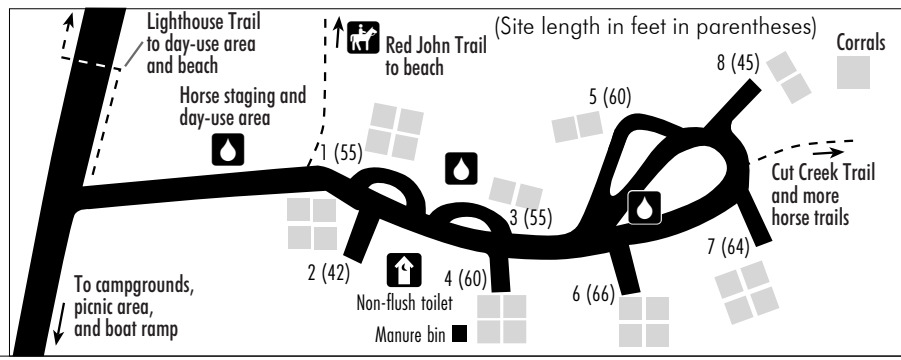 Lighthouse Trail
to day-use area
and beach
(Site length in feet in parentheses)
Red John Trail
to beach
Corrals
8 (45)
Horse staging and
day-use area
5 (60)
1 (55)
Cut Creek Trail
and more
horse trails
3 (55)
7 (64)
2 (42)
4 (60)
6 (66)
To campgrounds,
picnic area,
and boat ramp
Non-flush toilet
Manure bin